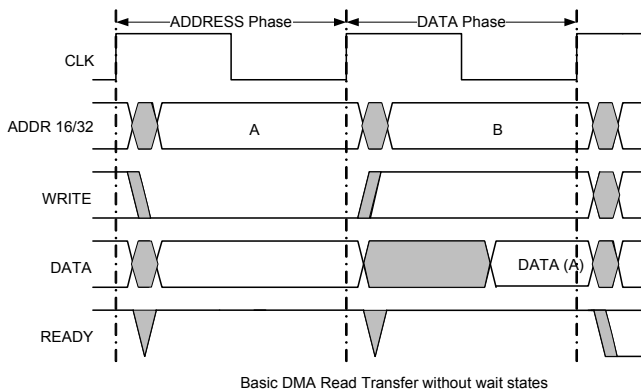 ADDRESS Phase DATA Phase
CLK
ADDR 16/32 A B
WRITE
DATA DATA (A)
READY
Basic DMA Read Transfer without wait states